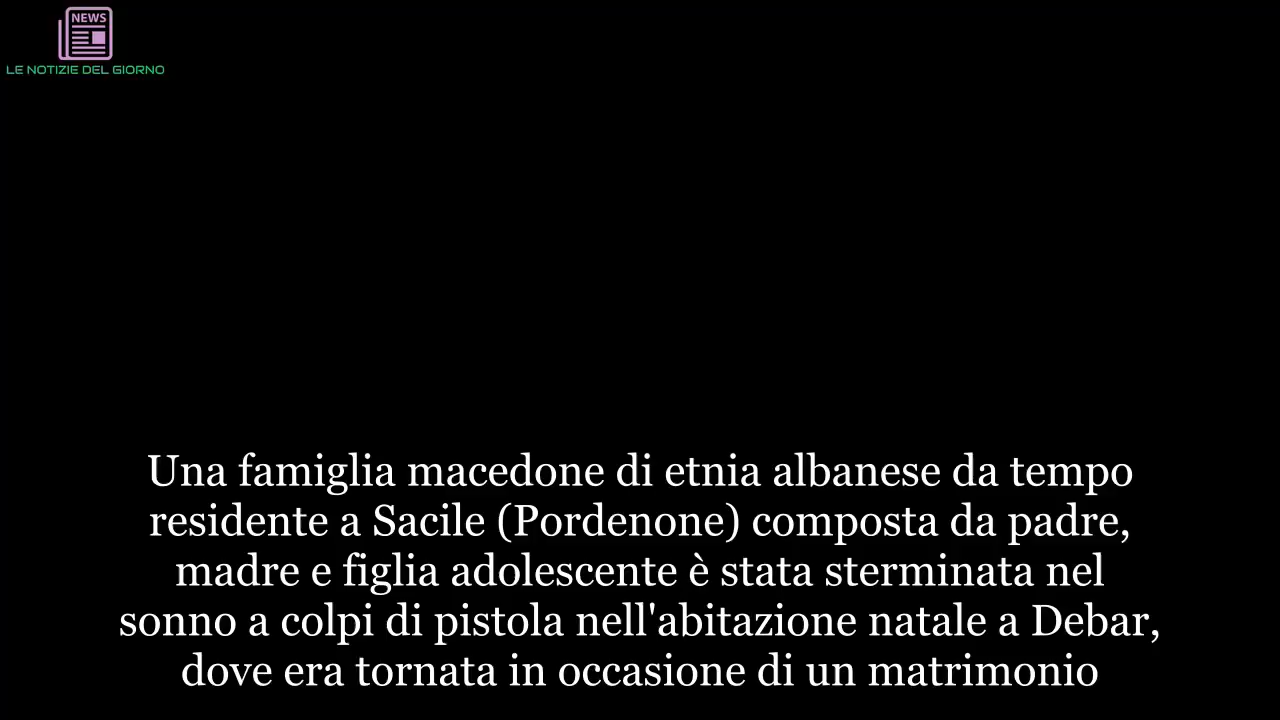 NEWS
LE NOTIZIE DEL GIORNO
Una famiglia macedone di etnia albanese da tempo
residente a Sacile (Pordenone) composta da padre,
madre e figlia adolescente è stata sterminata nel
sonno a colpi di pistola nell'abitazione natale a Debar,
dove era tornata in occasione di un matrimonio